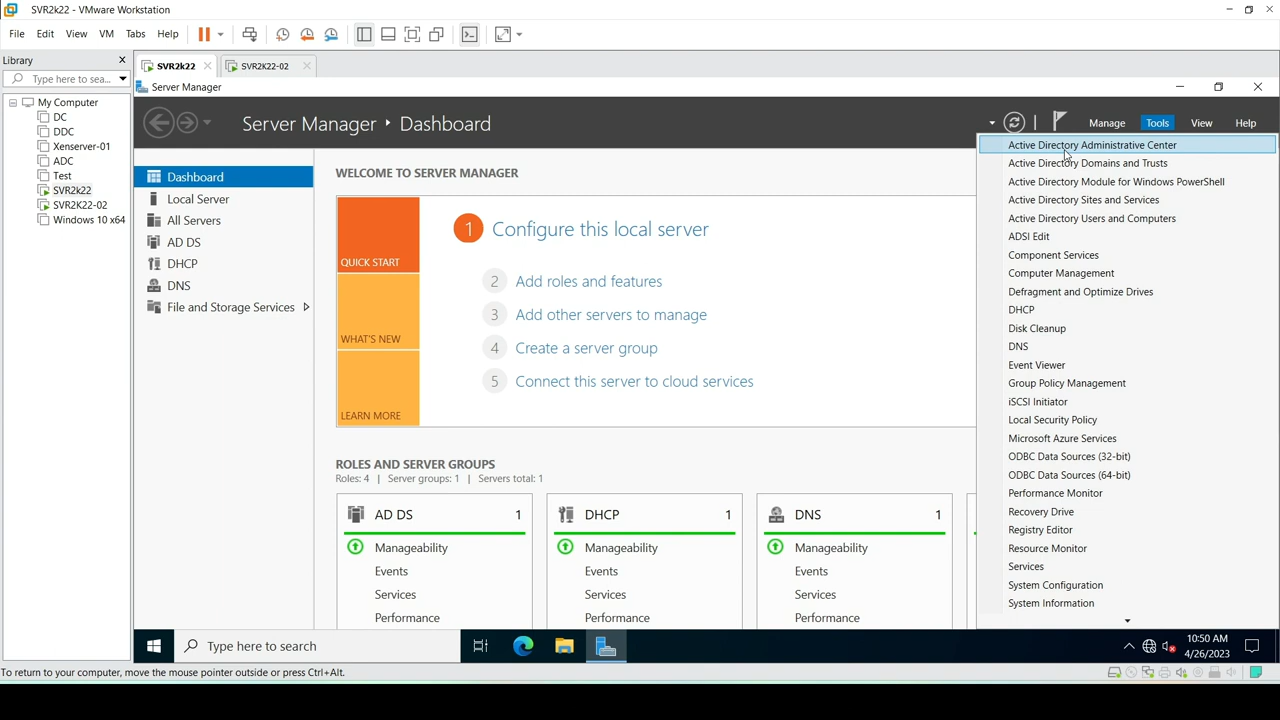 SVR2k22 - VMware Workstation
File Edit View VM Tabs Help
Library
Type here to sea...
My Computer
DC
DDC
Xenserver-01
ADC
Test
SVR2k22
SVR2K22-02
Windows 10 x64
SVR2k22
SVR2K22-02
Server Manager
Server Manager ‣ Dashboard
Manage Tools View Help
Dashboard
Local Server
All Servers
AD DS
DHCP
DNS
File and Storage Services
WELCOME TO SERVER MANAGER
QUICK START
WHAT'S NEW
LEARN MORE
1 Configure this local server
2 Add roles and features
3 Add other servers to manage
4 Create a server group
5 Connect this server to cloud services
ROLES AND SERVER GROUPS
Roles: 4 | Server groups: 1 | Servers total: 1
AD DS 1
Manageability
Events
Services
Performance
DHCP 1
Manageability
Events
Services
Performance
DNS 1
Manageability
Events
Services
Performance
Active Directory Administrative Center
Active Directory Domains and Trusts
Active Directory Module for Windows PowerShell
Active Directory Sites and Services
Active Directory Users and Computers
ADSI Edit
Component Services
Computer Management
Defragment and Optimize Drives
DHCP
Disk Cleanup
DNS
Event Viewer
Group Policy Management
iSCSI Initiator
Local Security Policy
Microsoft Azure Services
ODBC Data Sources (32-bit)
ODBC Data Sources (64-bit)
Performance Monitor
Recovery Drive
Registry Editor
Resource Monitor
Services
System Configuration
System Information
Type here to search
10:50 AM
4/26/2023
To return to your computer, move the mouse pointer outside or press Ctrl+Alt.